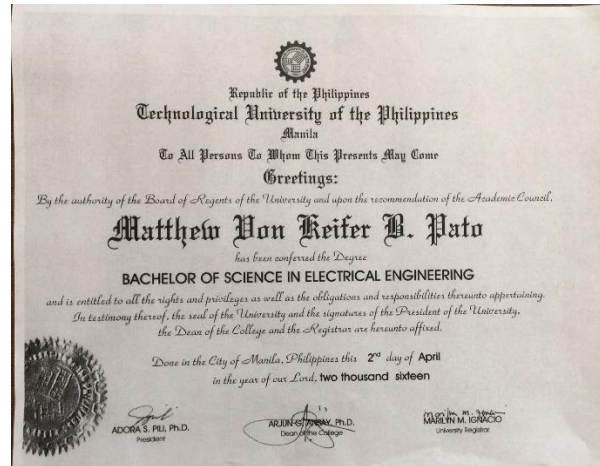 Republic of the Philippines
Technological University of the Philippines
Manila
To All Persons To Whom This Presents May Come
Greetings:
By the authority of the Board of Regents of the University and upon the recommendation of the Academic Council,
Matthew Von Keifer B. Pato
has been conferred the Degree
BACHELOR OF SCIENCE IN ELECTRICAL ENGINEERING
and is entitled to all the rights and privileges as well as the obligations and responsibilities thereunto appertaining.
In testimony thereof, the seal of the University and the signatures of the President of the University,
the Dean of the College and the Registrar are hereunto affixed.
Done in the City of Manila, Philippines this 2nd day of April
in the year of our Lord, two thousand sixteen
ADORA S. PILI, Ph.D.
President
ARJUN G. Ph.D.
Dean of the College
MARILYN M. IGNACIO
University Registrar